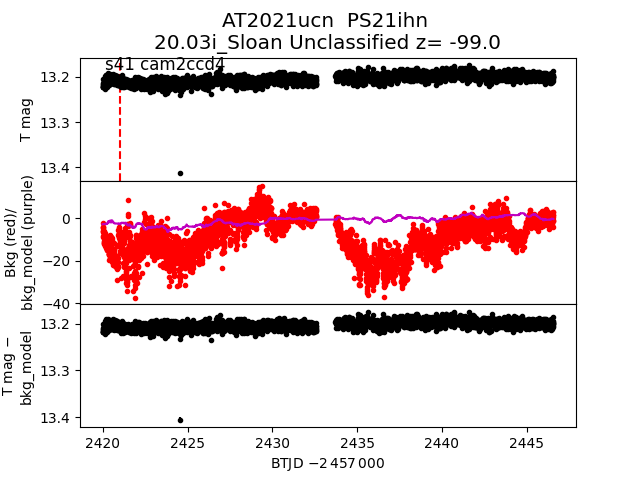 AT2021ucn  PS21ihn
20.03i_Sloan Unclassified z= -99.0
s41 cam2ccd4
13.2
13.3
13.4
T mag
0
−20
−40
Bkg (red)/
bkg_model (purple)
13.2
13.3
13.4
T mag −
bkg_model
2420
2425
2430
2435
2440
2445
BTJD −2 457 000